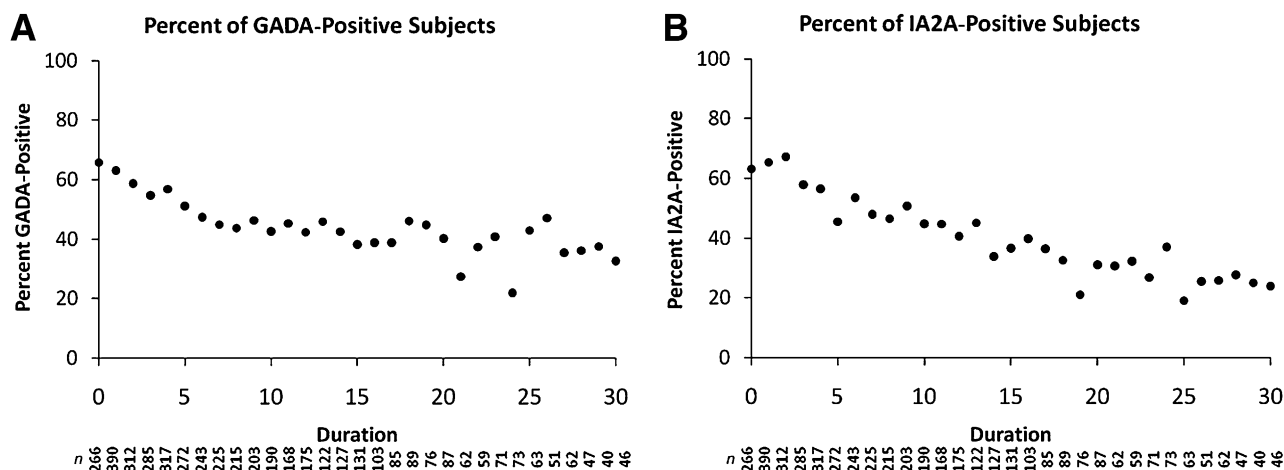 A
Percent of GADA-Positive Subjects
Percent GADA-Positive
100
80
60
40
20
0
0 5 10 15 20 25 30
Duration
n 266 390 312 285 317 272 243 225 215 203 190 168 175 122 127 131 103 85 89 76 87 62 59 71 73 63 51 62 47 40 46
B
Percent of IA2A-Positive Subjects
Percent IA2A-Positive
100
80
60
40
20
0
0 5 10 15 20 25 30
Duration
n 266 390 312 285 317 272 243 225 215 203 190 168 175 122 127 131 103 85 89 76 87 62 59 71 73 63 51 62 47 40 46